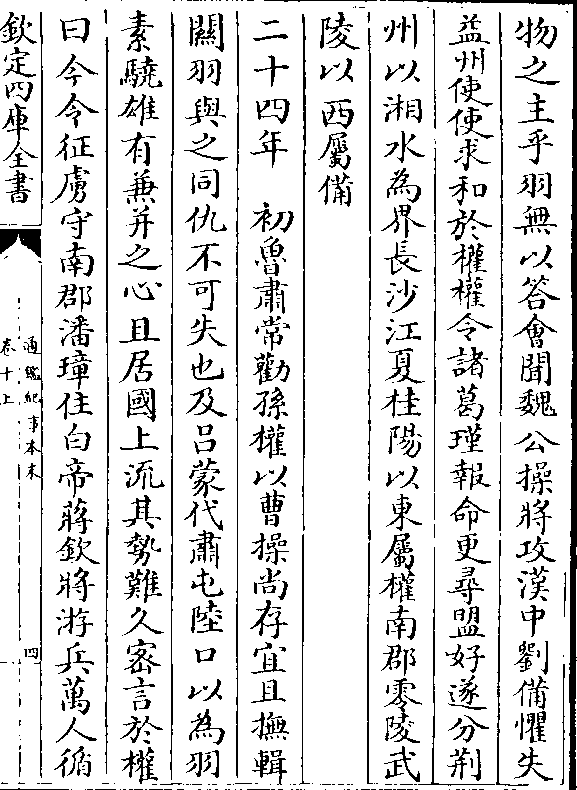 物之主乎羽無以答會聞魏公操將攻漢中劉備懼失
益州使使求和於權權令諸葛瑾報命更尋盟好遂分荆
州以湘水為界長沙江夏桂陽以東屬權南郡零陵武
陵以西屬備
二十四年　初魯肅常勸孫權以曹操尚存宜且撫輯
關羽與之同仇不可失也及吕蒙代肅屯陸口以為羽
素驍雄有兼并之心且居國上流其勢難久密言於權
曰今令征虜守南郡潘璋住白帝蔣欽將游兵萬人循
欽定四庫全書
通鑑紀事本末
卷十上
四